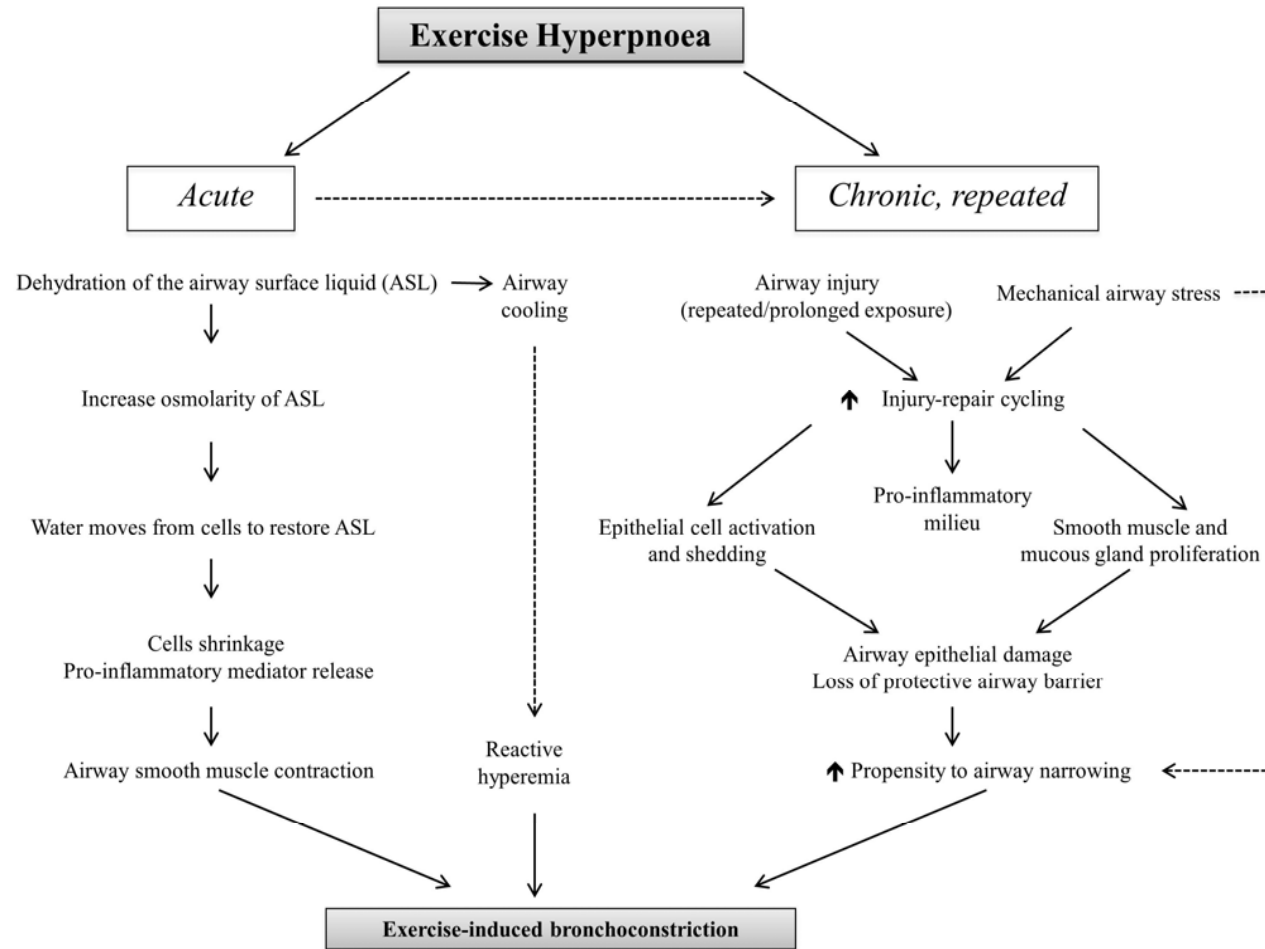 Exercise Hyperpnoea
Acute
Chronic, repeated
Dehydration of the airway surface liquid (ASL)
Airway
cooling
Increase osmolarity of ASL
Water moves from cells to restore ASL
Cells shrinkage
Pro-inflammatory mediator release
Airway smooth muscle contraction
Reactive
hyperemia
Airway injury
(repeated/prolonged exposure)
Mechanical airway stress
Injury-repair cycling
Epithelial cell activation
and shedding
Pro-inflammatory
milieu
Smooth muscle and
mucous gland proliferation
Airway epithelial damage
Loss of protective airway barrier
Propensity to airway narrowing
Exercise-induced bronchoconstriction